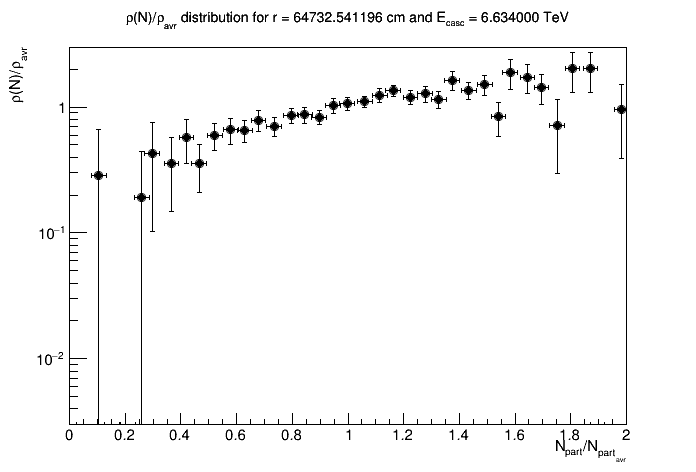 ρ(N)/ρavr distribution for r = 64732.541196 cm and Ecasc = 6.634000 TeV
ρ(N)/ρavr
1
10−1
10−2
0 0.2 0.4 0.6 0.8 1 1.2 1.4 1.6 1.8 2
Npart/Npartavr